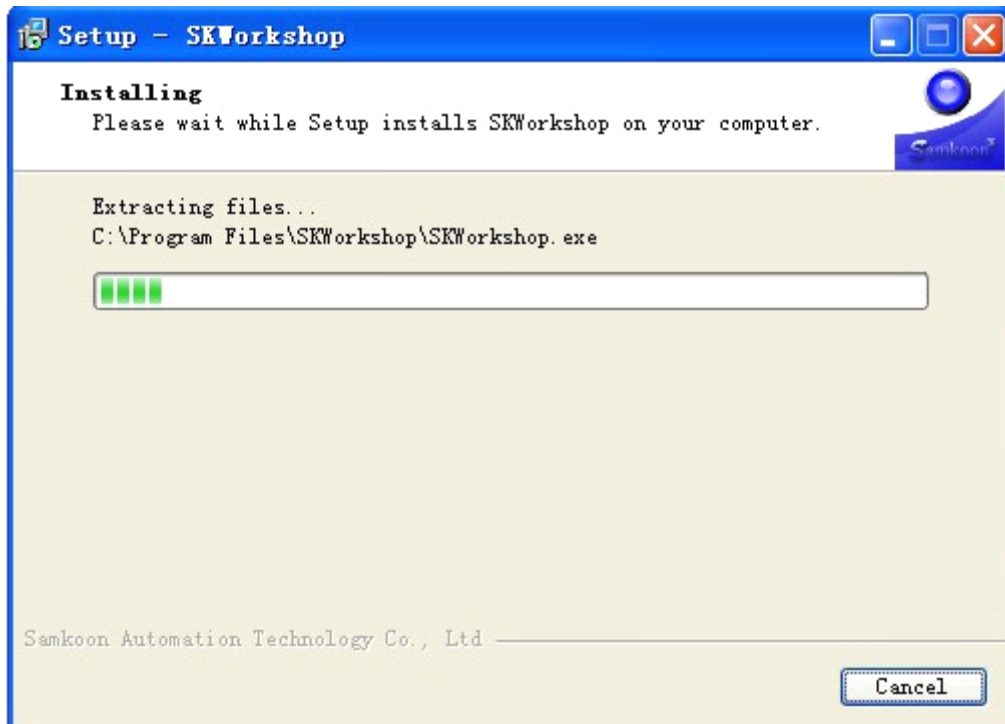 Setup - SKWorkshop
Installing
Please wait while Setup installs SKWorkshop on your computer.
Samkoon
Extracting files...
C:\Program Files\SKWorkshop\SKWorkshop.exe
Samkoon Automation Technology Co., Ltd
Cancel